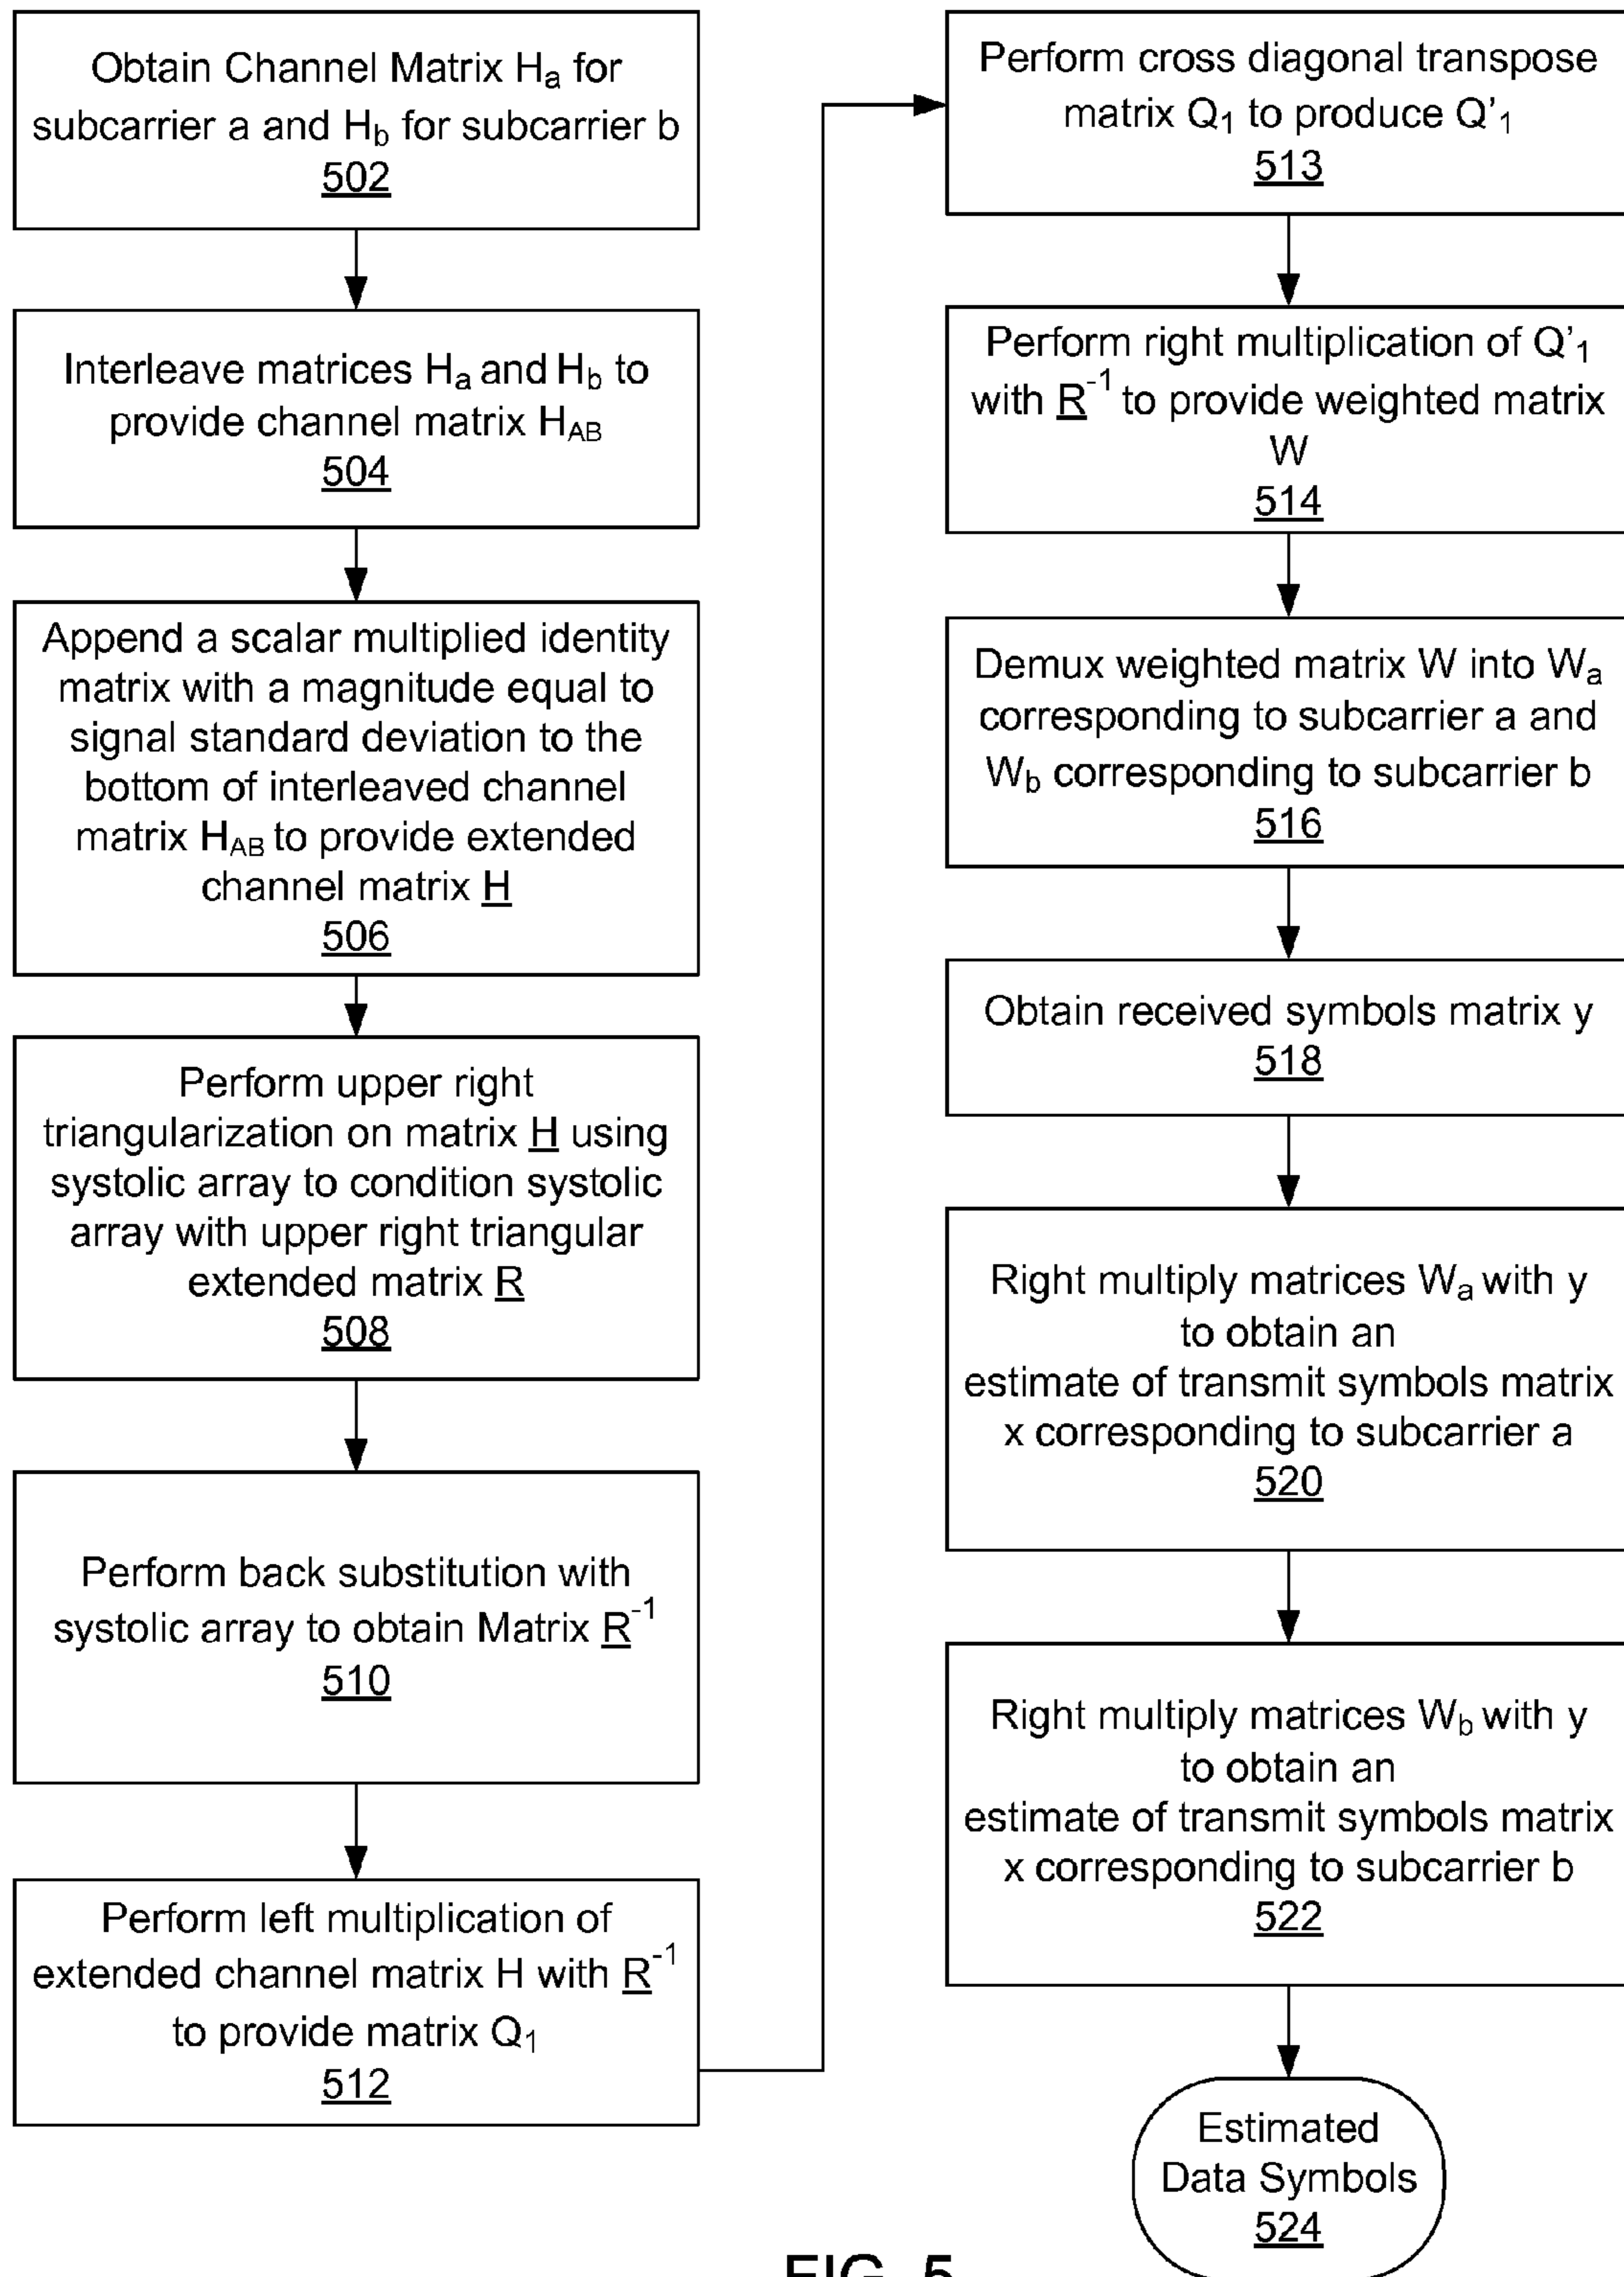 Obtain Channel Matrix Hₐ for
subcarrier a and H_b for subcarrier b
502
Interleave matrices Hₐ and H_b to
provide channel matrix H_AB
504
Append a scalar multiplied identity
matrix with a magnitude equal to
signal standard deviation to the
bottom of interleaved channel
matrix H_AB to provide extended
channel matrix H
506
Perform upper right
triangularization on matrix H using
systolic array to condition systolic
array with upper right triangular
extended matrix R
508
Perform back substitution with
systolic array to obtain Matrix R⁻¹
510
Perform left multiplication of
extended channel matrix H with R⁻¹
to provide matrix Q₁
512
Perform cross diagonal transpose
matrix Q₁ to produce Q'₁
513
Perform right multiplication of Q'₁
with R⁻¹ to provide weighted matrix
W
514
Demux weighted matrix W into Wₐ
corresponding to subcarrier a and
W_b corresponding to subcarrier b
516
Obtain received symbols matrix y
518
Right multiply matrices Wₐ with y
to obtain an
estimate of transmit symbols matrix
x corresponding to subcarrier a
520
Right multiply matrices W_b with y
to obtain an
estimate of transmit symbols matrix
x corresponding to subcarrier b
522
Estimated
Data Symbols
524
FIG. 5